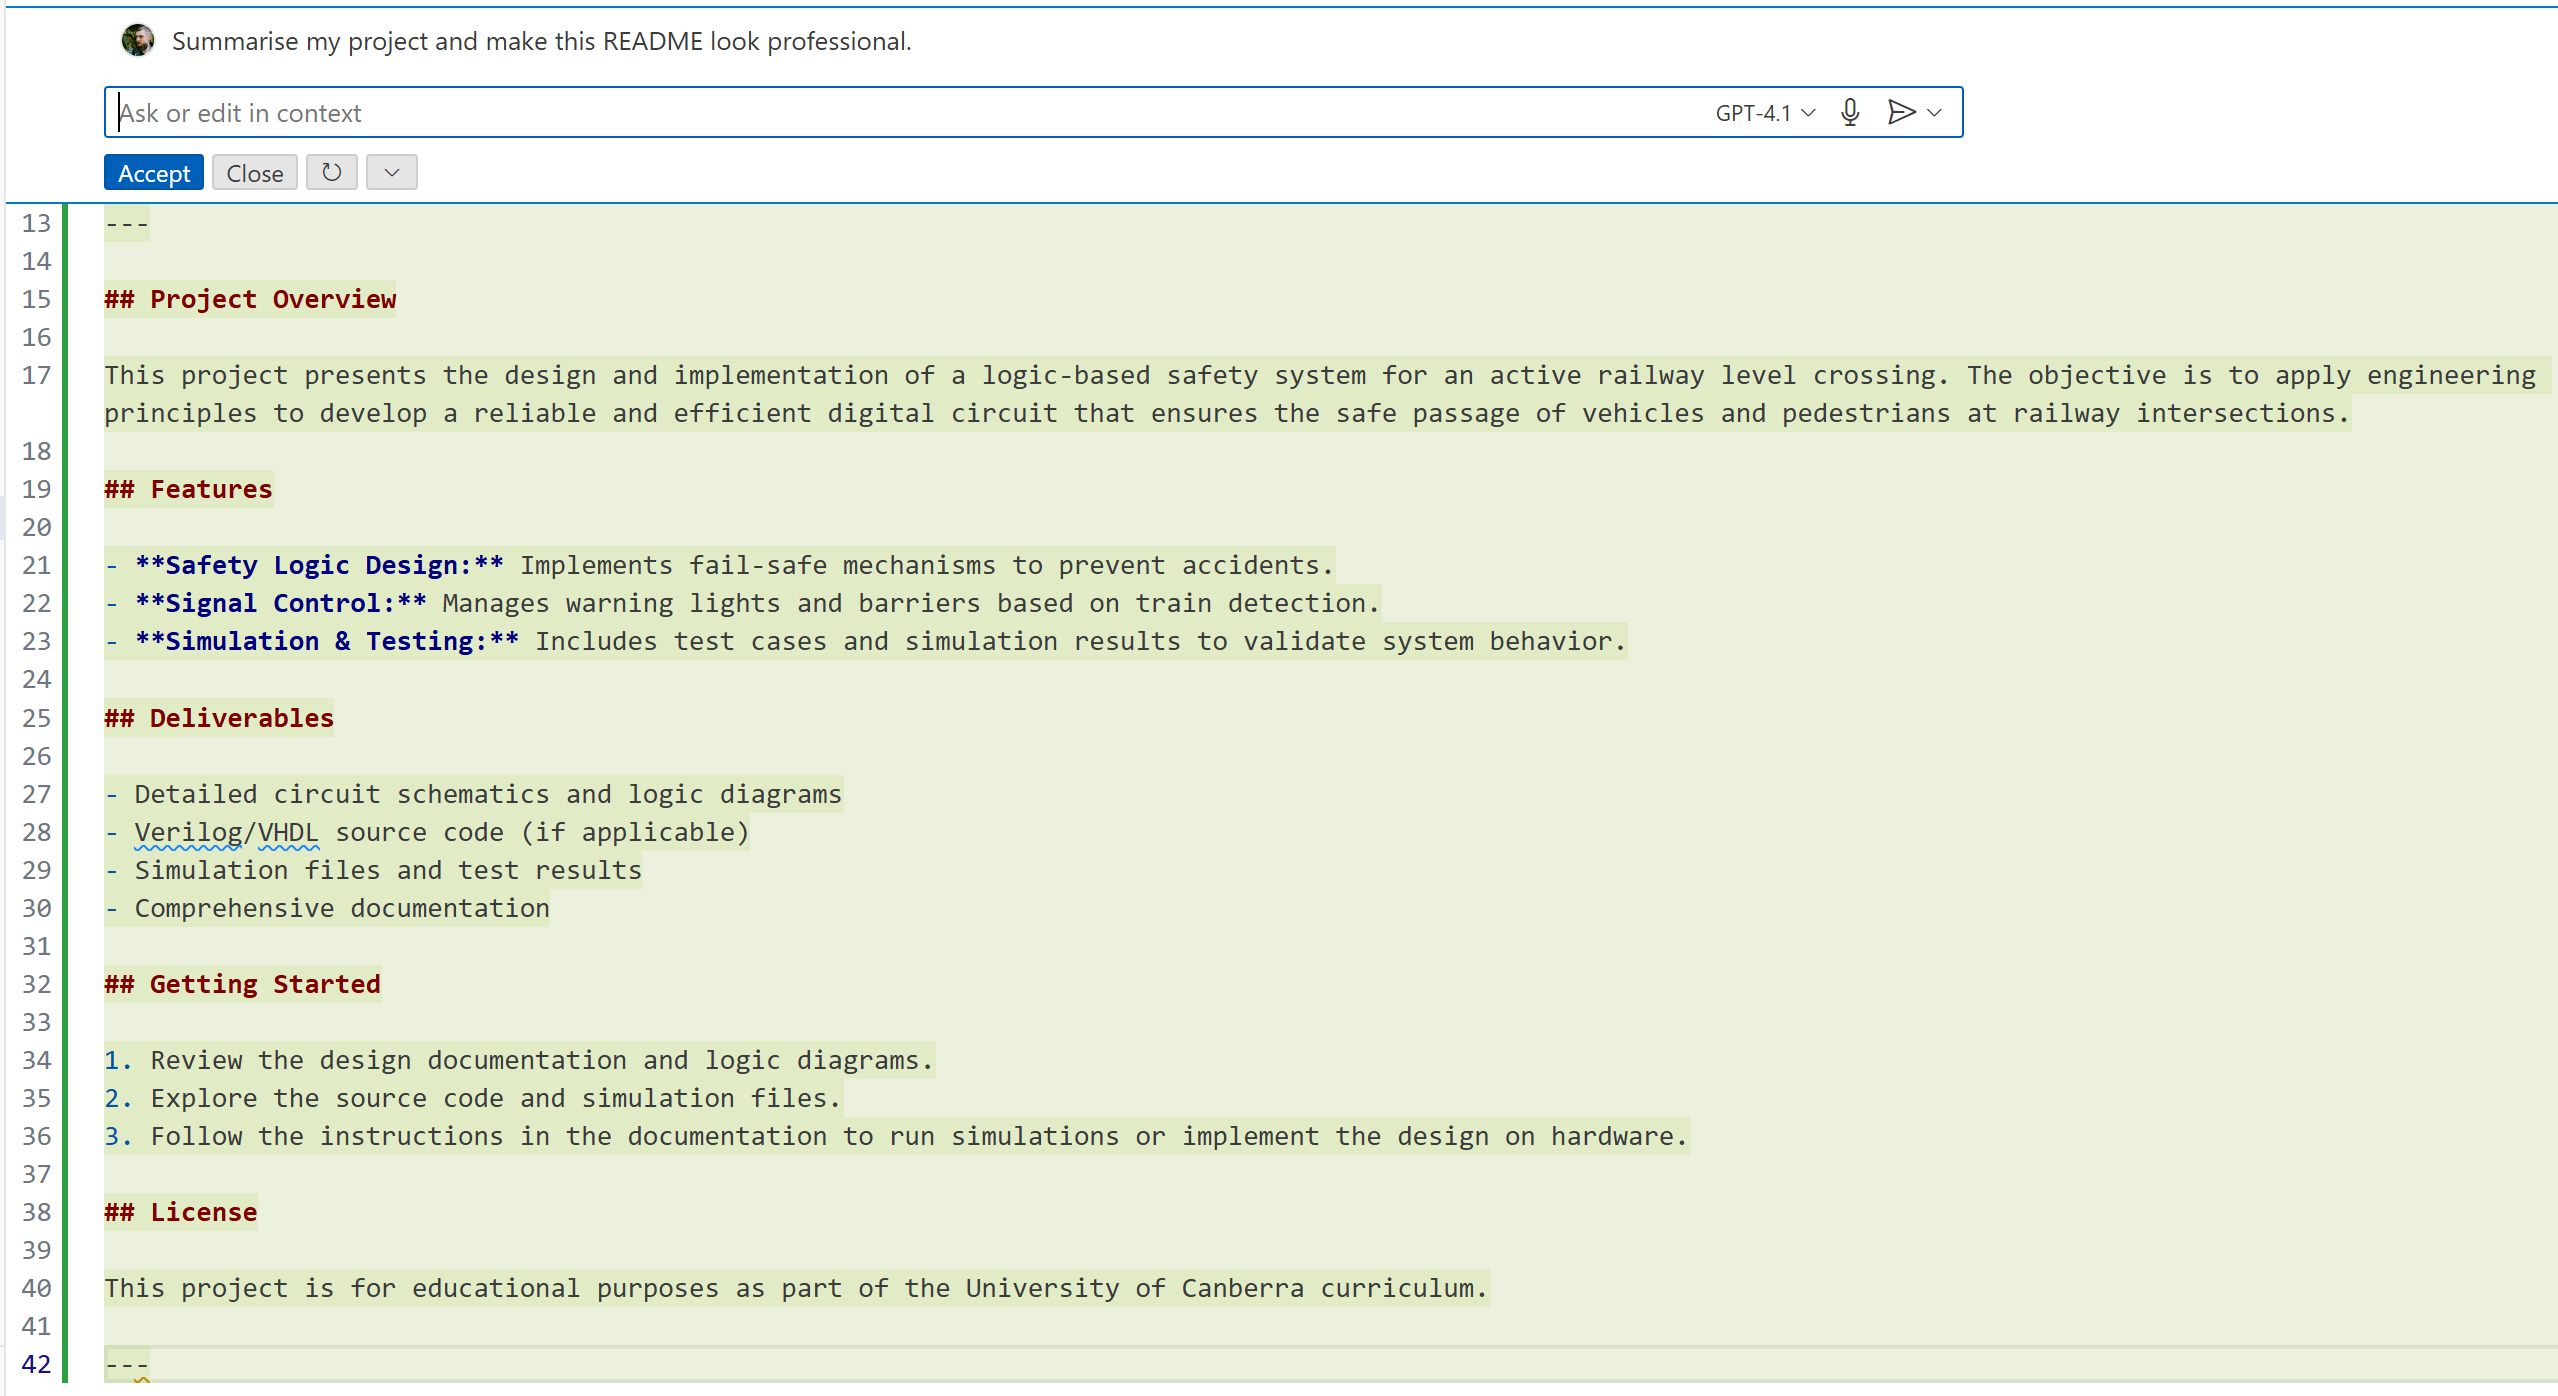 Summarise my project and make this README look professional.
Ask or edit in context
GPT-4.1
Accept Close
13 ---
14
15 ## Project Overview
16
17 This project presents the design and implementation of a logic-based safety system for an active railway level crossing. The objective is to apply engineering
principles to develop a reliable and efficient digital circuit that ensures the safe passage of vehicles and pedestrians at railway intersections.
18
19 ## Features
20
21 - **Safety Logic Design:** Implements fail-safe mechanisms to prevent accidents.
22 - **Signal Control:** Manages warning lights and barriers based on train detection.
23 - **Simulation & Testing:** Includes test cases and simulation results to validate system behavior.
24
25 ## Deliverables
26
27 - Detailed circuit schematics and logic diagrams
28 - Verilog/VHDL source code (if applicable)
29 - Simulation files and test results
30 - Comprehensive documentation
31
32 ## Getting Started
33
34 1. Review the design documentation and logic diagrams.
35 2. Explore the source code and simulation files.
36 3. Follow the instructions in the documentation to run simulations or implement the design on hardware.
37
38 ## License
39
40 This project is for educational purposes as part of the University of Canberra curriculum.
41
42 ---